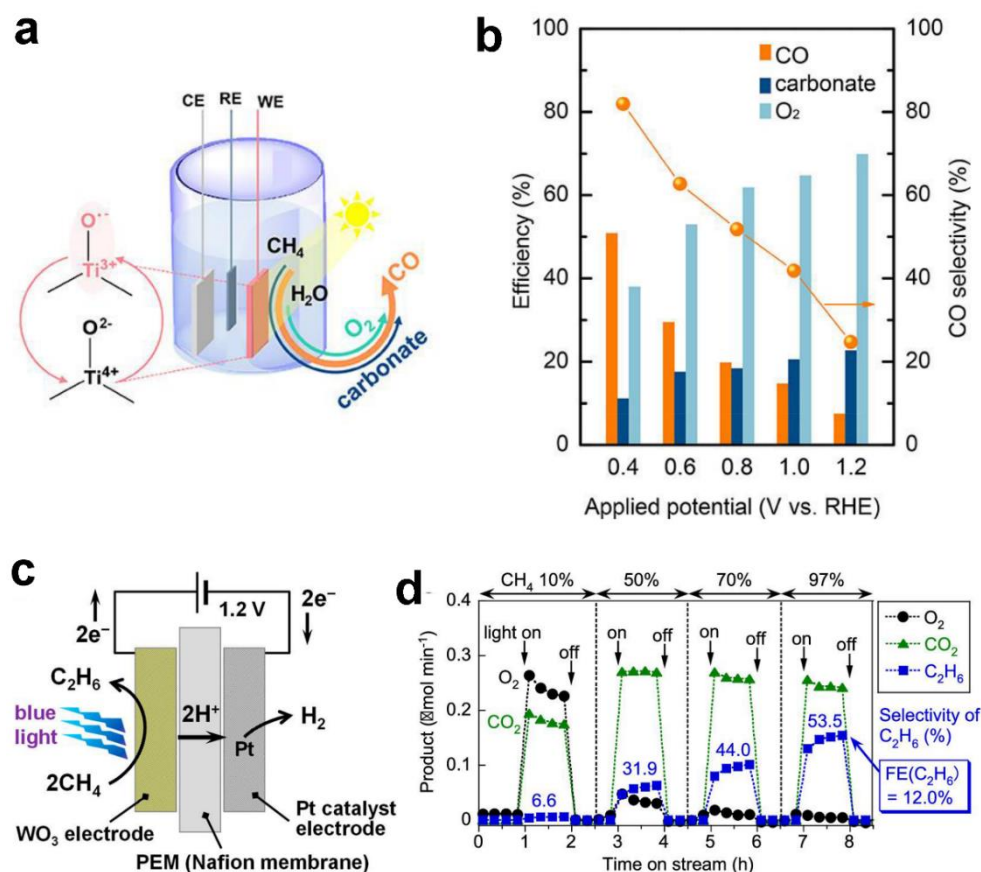 a
CE
RE
WE
O•−
Ti3+
O2-
Ti4+
CH4
H2O
O2
CO
carbonate
b
CO
carbonate
O2
Efficiency (%)
CO selectivity (%)
100
80
60
40
20
0
100
80
60
40
20
0
0.4 0.6 0.8 1.0 1.2
Applied potential (V vs. RHE)
c
1.2 V
2e−
2e−
C2H6
blue
light
2CH4
2H+
Pt
H2
WO3 electrode
Pt catalyst
electrode
PEM (Nafion membrane)
d
CH4 10% 50% 70% 97%
Product (□mol min−1)
0.4
0.3
0.2
0.1
0
light on
off
on off
on off
on off
O2
CO2
6.6
31.9
44.0
53.5
0 1 2 3 4 5 6 7 8
Time on stream (h)
O2
CO2
C2H6
Selectivity of
C2H6 (%)
FE(C2H6)
= 12.0%